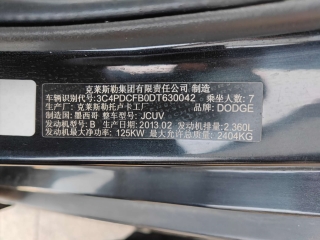 克莱斯勒集团有限责任公司 制造
车辆识别代号:3C4PDCFB0DT630042 乘坐人数: 7
生产厂名:克莱斯勒托卢卡工厂 品牌: DODGE
制造国: 墨西哥 整车型号: JCUV
发动机型号: B 生产日期: 2013.02 发动机排量: 2.360L
发动机最大净功率: 125KW 最大允许总质量: 2404KG